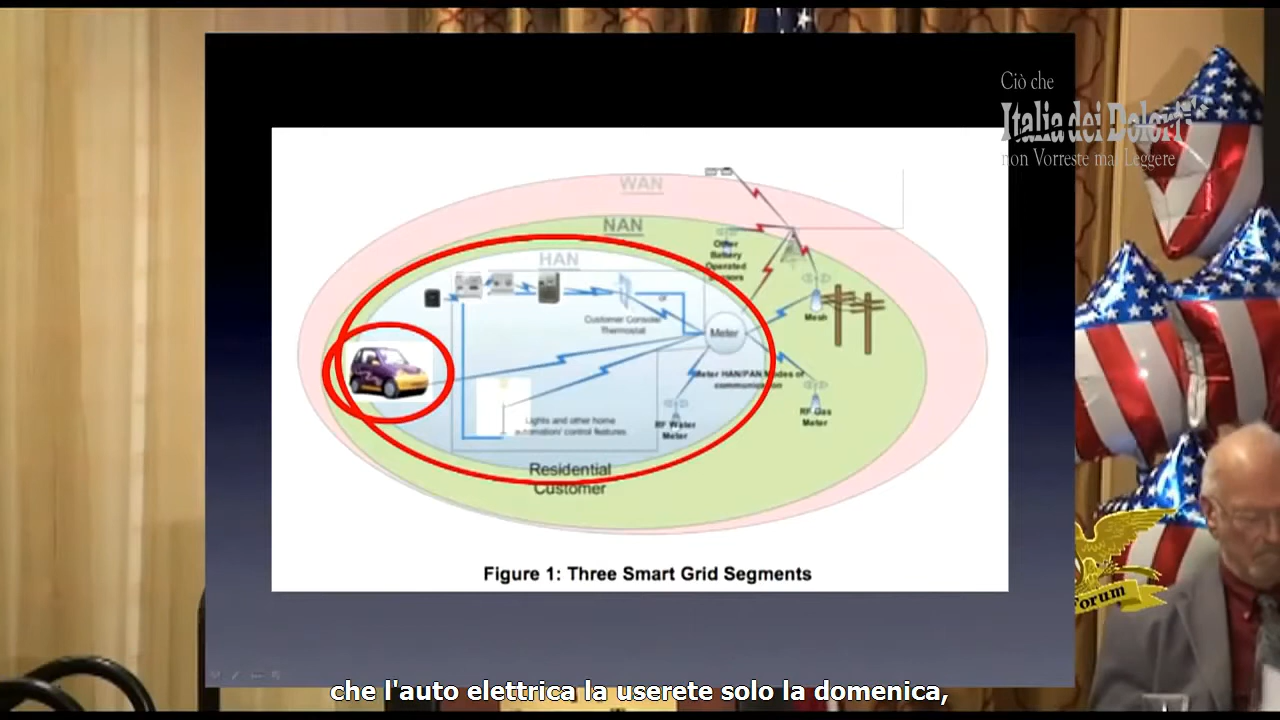 Ciò che
Italia dei Dolori
non Vorreste mai Leggere
WAN
NAN
HAN
Other
Battery
Operated
Sensors
or
Customer Console
Thermostat
Meter
Mesh
Meter HAN/PAN Modes of
communication
Lights and other home
automation/ control features
RF Water
Meter
RF Gas
Meter
Residential
Customer
Figure 1: Three Smart Grid Segments
Forum
che l'auto elettrica la userete solo la domenica,